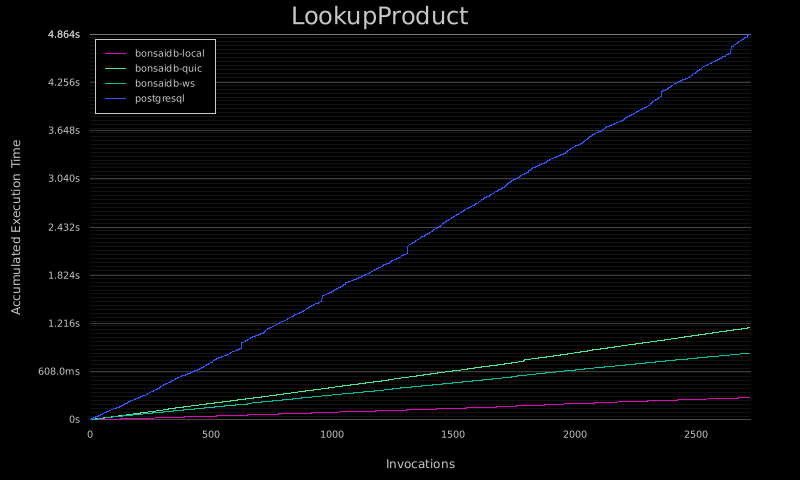 LookupProduct
4.864s
bonsaidb-local
bonsaidb-quic
bonsaidb-ws
postgresql
4.256s
3.648s
3.040s
2.432s
1.824s
1.216s
608.0ms
0s
Accumulated Execution Time
0 500 1000 1500 2000 2500
Invocations